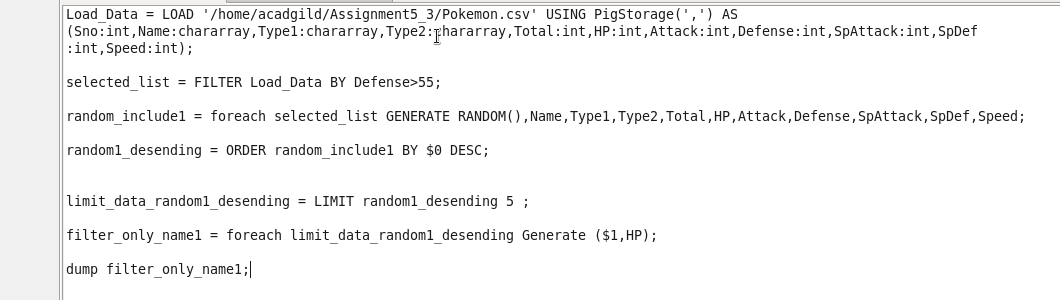 Load_Data = LOAD '/home/acadgild/Assignment5_3/Pokemon.csv' USING PigStorage(',') AS
(Sno:int,Name:chararray,Type1:chararray,Type2:chararray,Total:int,HP:int,Attack:int,Defense:int,SpAttack:int,SpDef
:int,Speed:int);
selected_list = FILTER Load_Data BY Defense>55;
random_include1 = foreach selected_list GENERATE RANDOM(),Name,Type1,Type2,Total,HP,Attack,Defense,SpAttack,SpDef,Speed;
random1_desending = ORDER random_include1 BY $0 DESC;
limit_data_random1_desending = LIMIT random1_desending 5 ;
filter_only_name1 = foreach limit_data_random1_desending Generate ($1,HP);
dump filter_only_name1;